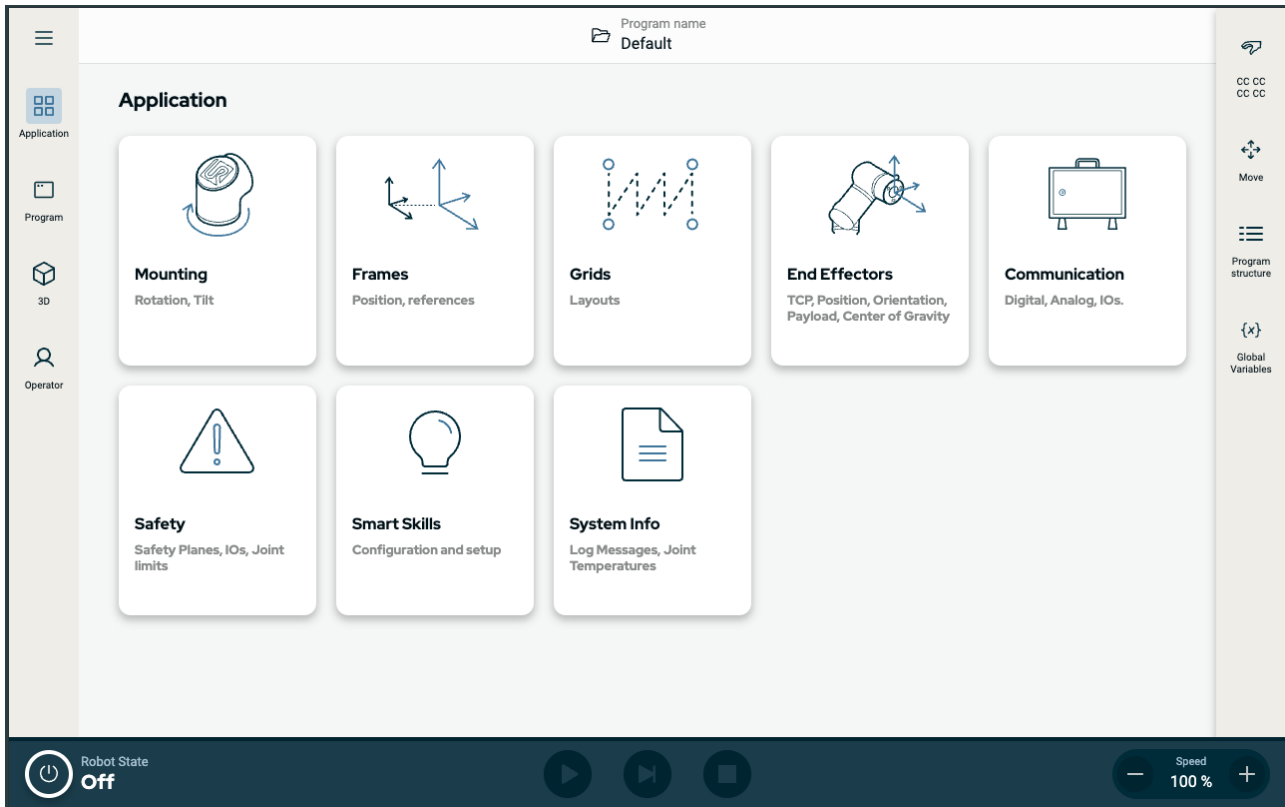 Program name
Default
Application
Program
3D
Operator
Application
Mounting
Rotation, Tilt
Frames
Position, references
Grids
Layouts
End Effectors
TCP, Position, Orientation,
Payload, Center of Gravity
Communication
Digital, Analog, IOs.
Safety
Safety Planes, IOs, Joint
limits
Smart Skills
Configuration and setup
System Info
Log Messages, Joint
Temperatures
CC CC
CC CC
Move
Program
structure
{x}
Global
Variables
Robot State
Off
Speed
100 %